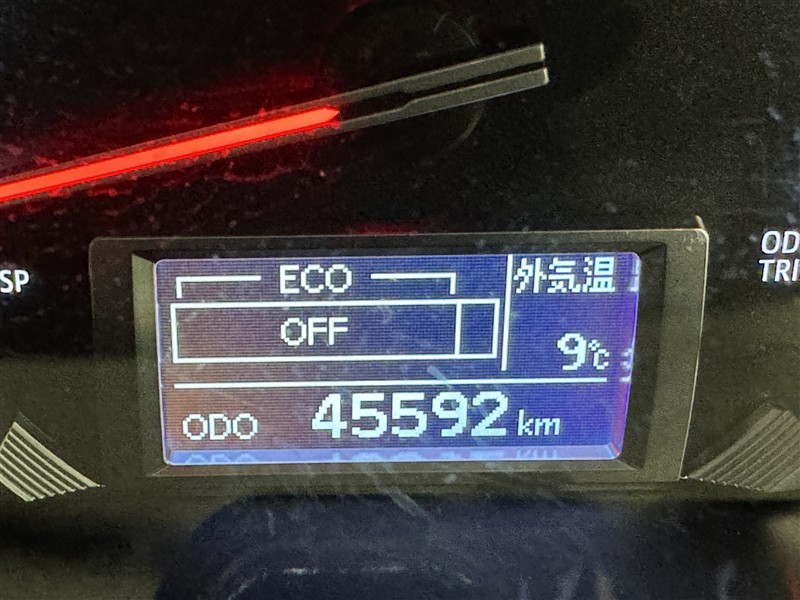 SP
OD
TRI
ECO
外気温
OFF
9℃
ODO 45592 km